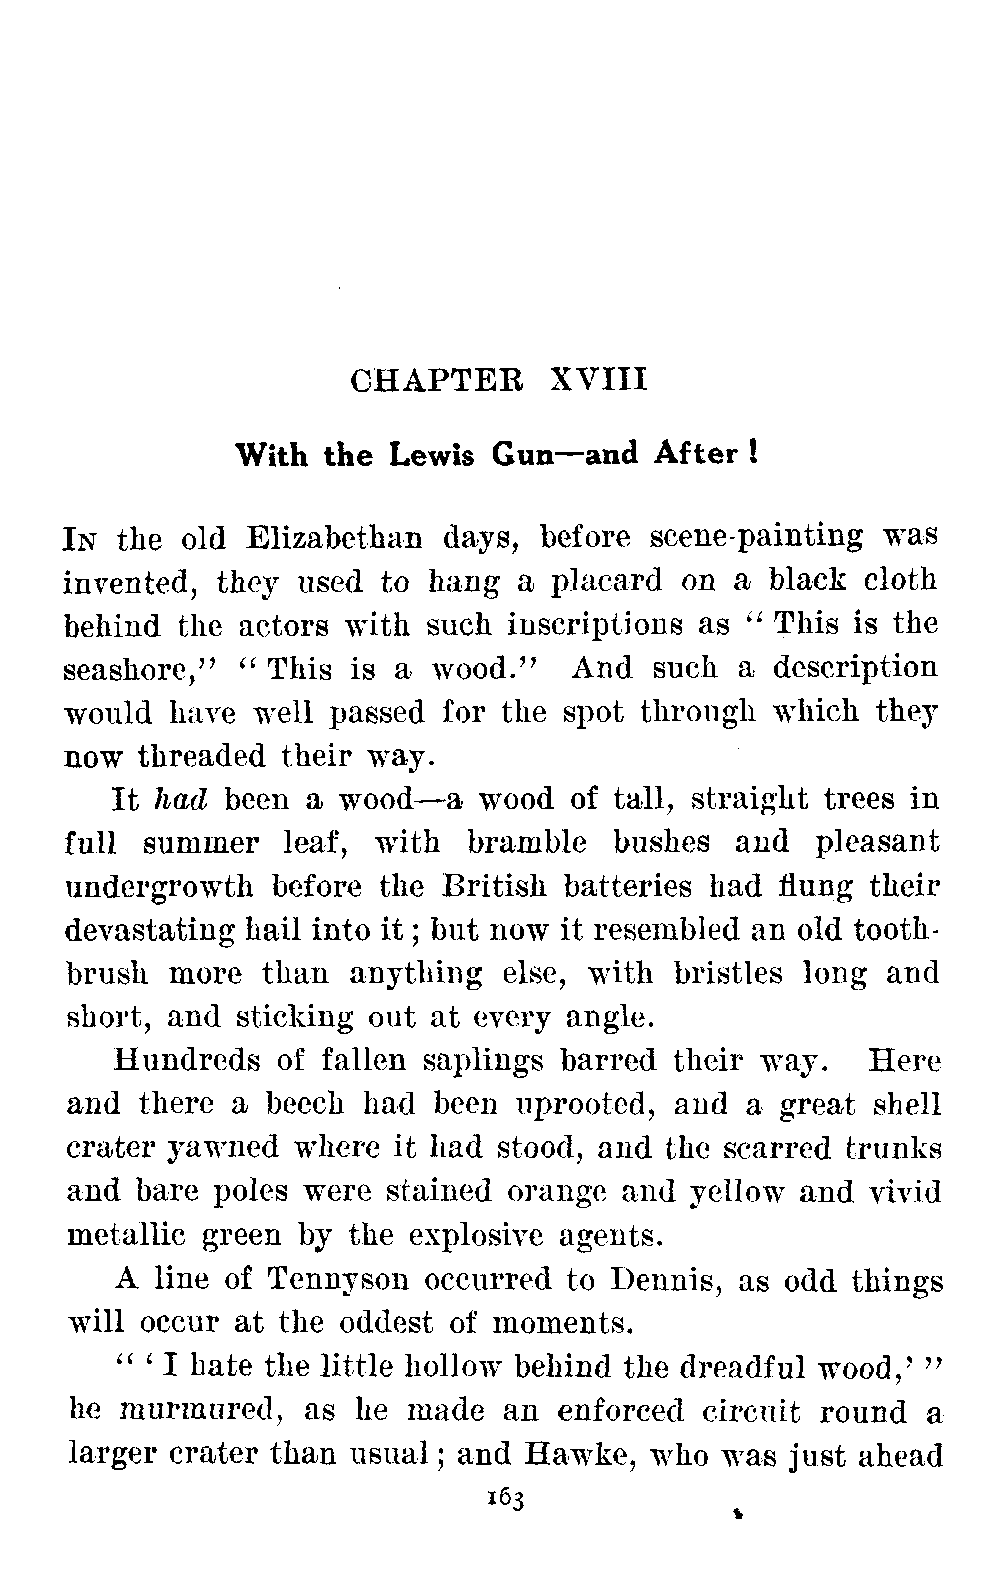 CHAPTER XVIII
With the Lewis Gun—and After!
IN the old Elizabethan days, before scene-painting was
invented, they used to hang a placard on a black cloth
behind the actors with such inscriptions as “This is the
seashore,” “This is a wood.” And such a description
would have well passed for the spot through which they
now threaded their way.
It had been a wood—a wood of tall, straight trees in
full summer leaf, with bramble bushes and pleasant
undergrowth before the British batteries had flung their
devastating hail into it; but now it resembled an old tooth-
brush more than anything else, with bristles long and
short, and sticking out at every angle.
Hundreds of fallen saplings barred their way. Here
and there a beech had been uprooted, and a great shell
crater yawned where it had stood, and the scarred trunks
and bare poles were stained orange and yellow and vivid
metallic green by the explosive agents.
A line of Tennyson occurred to Dennis, as odd things
will occur at the oddest of moments.
“‘I hate the little hollow behind the dreadful wood,’”
he murmured, as he made an enforced circuit round a
larger crater than usual; and Hawke, who was just ahead
163